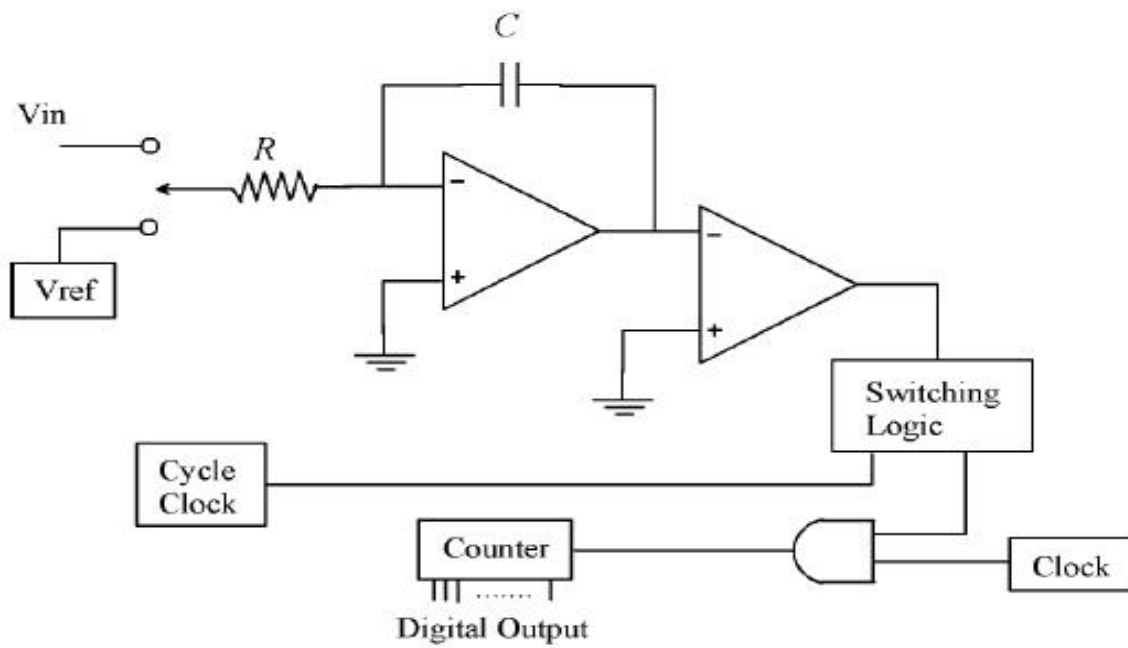 C
Vin
R
−
+
Vref
−
+
Switching
Logic
Cycle
Clock
Counter
Clock
Digital Output